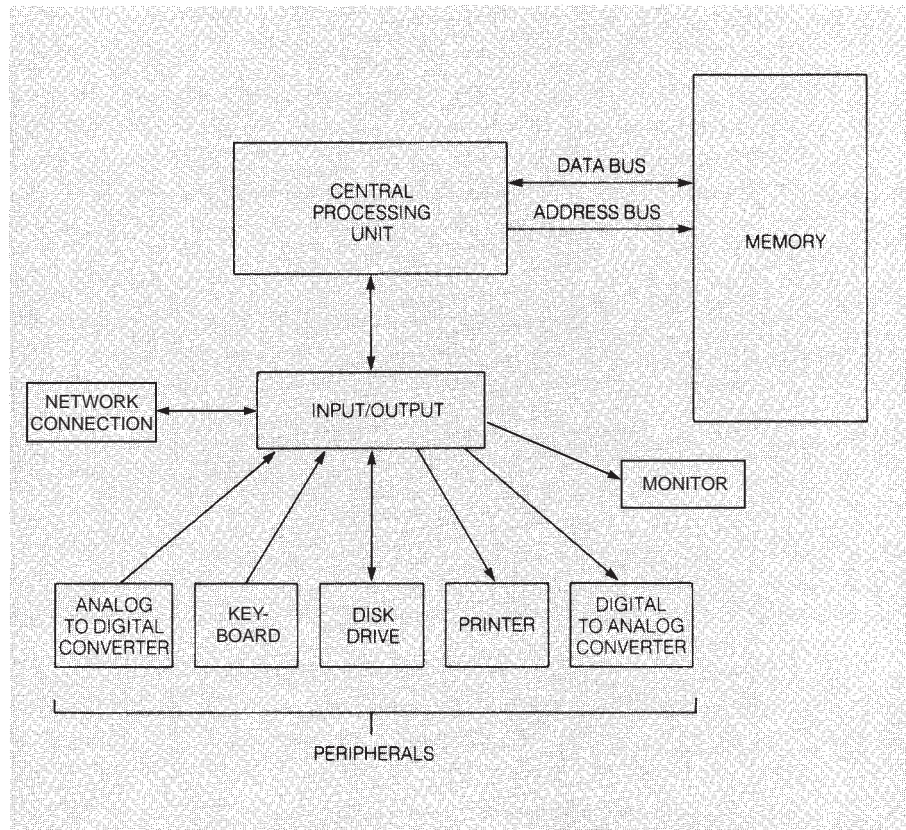 CENTRAL
PROCESSING
UNIT
DATA BUS
ADDRESS BUS
MEMORY
NETWORK
CONNECTION
INPUT/OUTPUT
MONITOR
ANALOG
TO DIGITAL
CONVERTER
KEY-
BOARD
DISK
DRIVE
PRINTER
DIGITAL
TO ANALOG
CONVERTER
PERIPHERALS